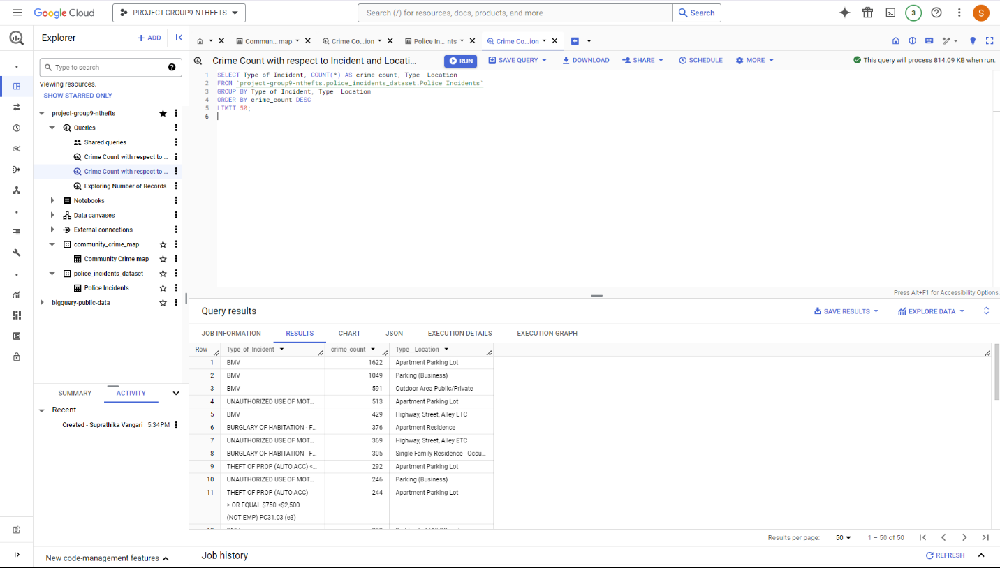 Google Cloud
PROJECT-GROUP9-NTHEFTS
Search (/) for resources, docs, products, and more
Search
3
S
Explorer
+ ADD
Commun... map
Crime Co...ion
Police In... nts
Crime Co...ion
Type to search
Viewing resources.
SHOW STARRED ONLY
project-group9-nthefts
Queries
Shared queries
Crime Count with respect to ...
Crime Count with respect to ...
Exploring Number of Records
Notebooks
Data canvases
External connections
community_crime_map
Community Crime map
police_incidents_dataset
Police Incidents
bigquery-public-data
SUMMARY
ACTIVITY
Recent
Created - Suprathika Vangari 5:34 PM
New code-management features
Crime Count with respect to Incident and Locati...
RUN
SAVE QUERY
DOWNLOAD
SHARE
SCHEDULE
MORE
This query will process 814.09 KB when run.
1 SELECT Type_of_Incident, COUNT(*) AS crime_count, Type__Location
2 FROM `project-group9-nthefts.police_incidents_dataset.Police Incidents`
3 GROUP BY Type_of_Incident, Type__Location
4 ORDER BY crime_count DESC
5 LIMIT 50;
6
Press Alt+F1 for Accessibility Options.
Query results
SAVE RESULTS
EXPLORE DATA
JOB INFORMATION RESULTS CHART JSON EXECUTION DETAILS EXECUTION GRAPH
Row Type_of_Incident crime_count Type__Location
1 BMV 1622 Apartment Parking Lot
2 BMV 1049 Parking (Business)
3 BMV 591 Outdoor Area Public/Private
4 UNAUTHORIZED USE OF MOT... 513 Apartment Parking Lot
5 BMV 429 Highway, Street, Alley ETC
6 BURGLARY OF HABITATION - F... 376 Apartment Residence
7 UNAUTHORIZED USE OF MOT... 369 Highway, Street, Alley ETC
8 BURGLARY OF HABITATION - F... 305 Single Family Residence - Occu...
9 THEFT OF PROP (AUTO ACC) <... 292 Apartment Parking Lot
10 UNAUTHORIZED USE OF MOT... 246 Parking (Business)
11 THEFT OF PROP (AUTO ACC) 244 Apartment Parking Lot
> OR EQUAL $750 <$2,500
(NOT EMP) PC31.03 (e3)
Results per page: 50 1 – 50 of 50
Job history
REFRESH